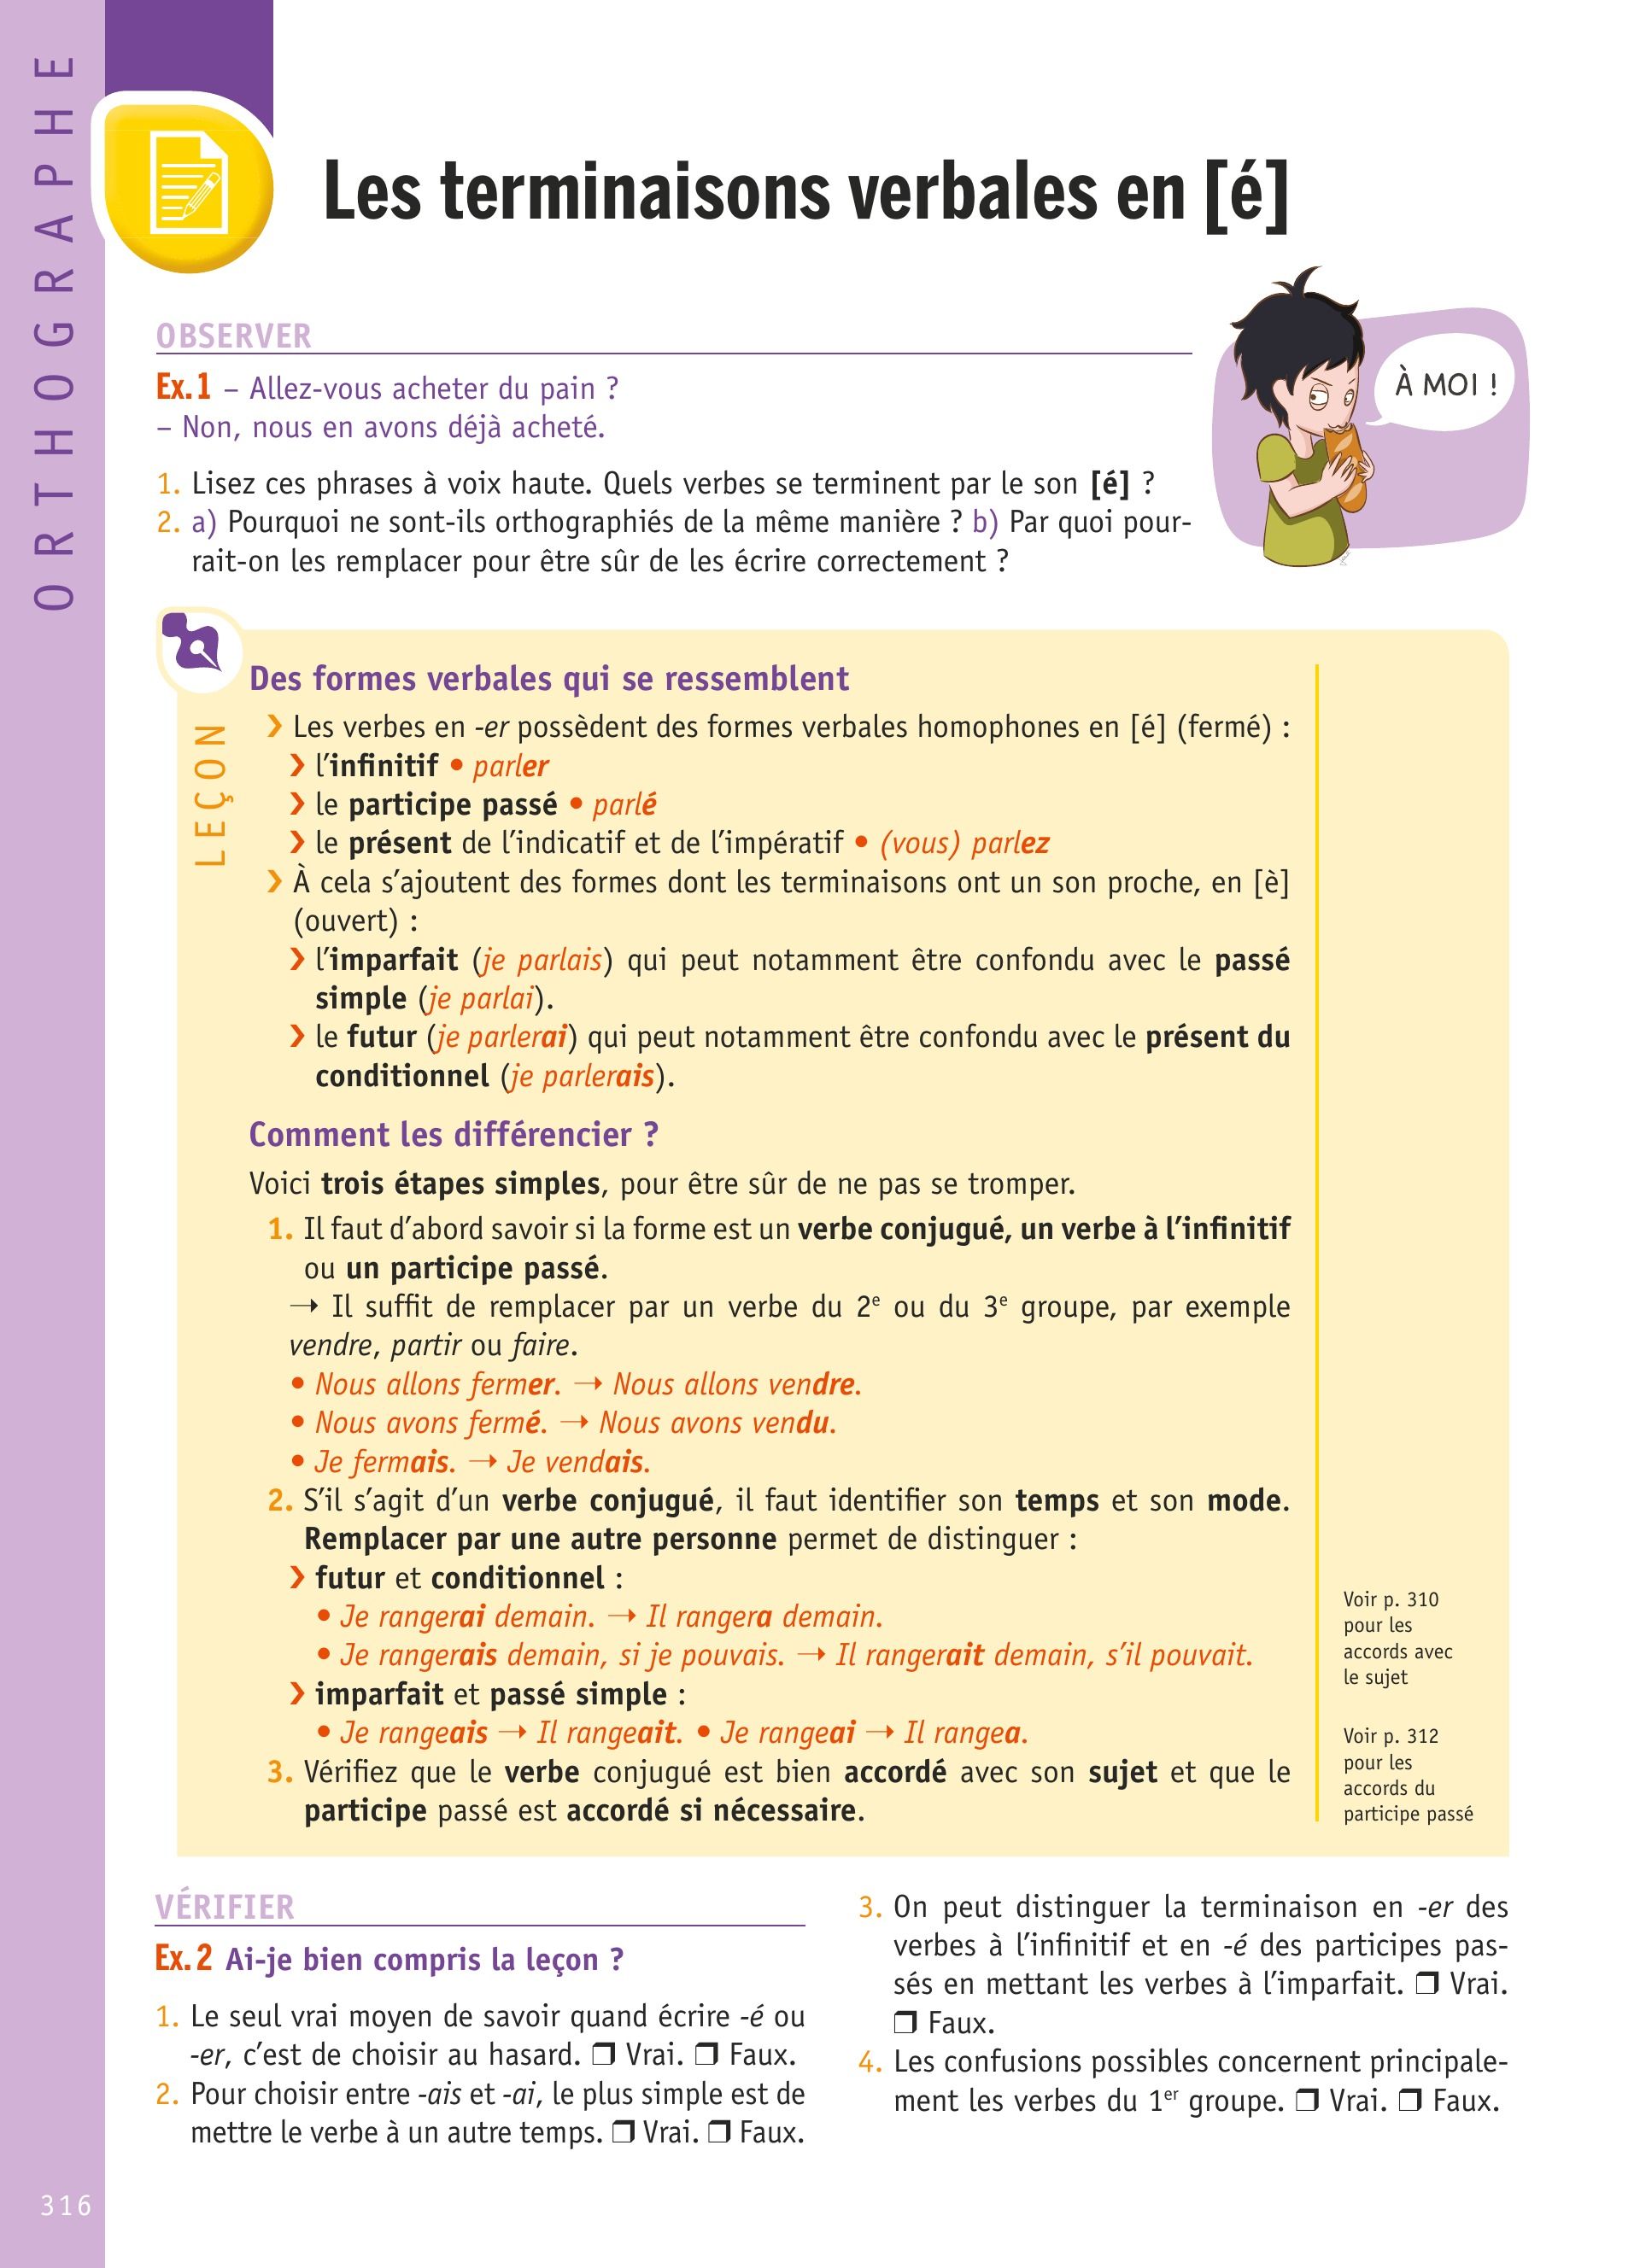 ORTHOGRAPHE
Les terminaisons verbales en [é]
OBSERVER
Ex.1 – Allez-vous acheter du pain ?
– Non, nous en avons déjà acheté.
À MOI !
1. Lisez ces phrases à voix haute. Quels verbes se terminent par le son [é] ?
2. a) Pourquoi ne sont-ils orthographiés de la même manière ? b) Par quoi pour-
rait-on les remplacer pour être sûr de les écrire correctement ?
LEÇON
Des formes verbales qui se ressemblent
› Les verbes en -er possèdent des formes verbales homophones en [é] (fermé) :
› l’infinitif • parler
› le participe passé • parlé
› le présent de l’indicatif et de l’impératif • (vous) parlez
› À cela s’ajoutent des formes dont les terminaisons ont un son proche, en [è]
(ouvert) :
› l’imparfait (je parlais) qui peut notamment être confondu avec le passé
simple (je parlai).
› le futur (je parlerai) qui peut notamment être confondu avec le présent du
conditionnel (je parlerais).
Comment les différencier ?
Voici trois étapes simples, pour être sûr de ne pas se tromper.
1. Il faut d’abord savoir si la forme est un verbe conjugué, un verbe à l’infinitif
ou un participe passé.
→ Il suffit de remplacer par un verbe du 2e ou du 3e groupe, par exemple
vendre, partir ou faire.
• Nous allons fermer. → Nous allons vendre.
• Nous avons fermé. → Nous avons vendu.
• Je fermais. → Je vendais.
2. S’il s’agit d’un verbe conjugué, il faut identifier son temps et son mode.
Remplacer par une autre personne permet de distinguer :
› futur et conditionnel :
• Je rangerai demain. → Il rangera demain.
• Je rangerais demain, si je pouvais. → Il rangerait demain, s’il pouvait.
› imparfait et passé simple :
• Je rangeais → Il rangeait. • Je rangeai → Il rangea.
3. Vérifiez que le verbe conjugué est bien accordé avec son sujet et que le
participe passé est accordé si nécessaire.
Voir p. 310
pour les
accords avec
le sujet
Voir p. 312
pour les
accords du
participe passé
VÉRIFIER
Ex.2 Ai-je bien compris la leçon ?
1. Le seul vrai moyen de savoir quand écrire -é ou
-er, c’est de choisir au hasard. ❒ Vrai. ❒ Faux.
2. Pour choisir entre -ais et -ai, le plus simple est de
mettre le verbe à un autre temps. ❒ Vrai. ❒ Faux.
3. On peut distinguer la terminaison en -er des
verbes à l’infinitif et en -é des participes pas-
sés en mettant les verbes à l’imparfait. ❒ Vrai.
❒ Faux.
4. Les confusions possibles concernent principale-
ment les verbes du 1er groupe. ❒ Vrai. ❒ Faux.
316